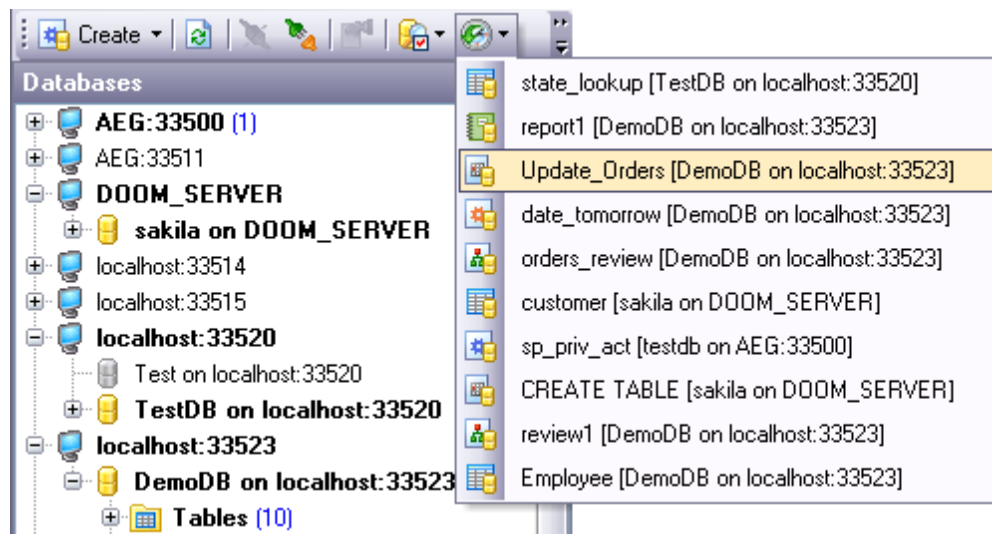 Create
Databases
AEG:33500 (1)
AEG:33511
DOOM_SERVER
sakila on DOOM_SERVER
localhost:33514
localhost:33515
localhost:33520
Test on localhost:33520
TestDB on localhost:33520
localhost:33523
DemoDB on localhost:33523
Tables (10)
state_lookup [TestDB on localhost:33520]
report1 [DemoDB on localhost:33523]
Update_Orders [DemoDB on localhost:33523]
date_tomorrow [DemoDB on localhost:33523]
orders_review [DemoDB on localhost:33523]
customer [sakila on DOOM_SERVER]
sp_priv_act [testdb on AEG:33500]
CREATE TABLE [sakila on DOOM_SERVER]
review1 [DemoDB on localhost:33523]
Employee [DemoDB on localhost:33523]